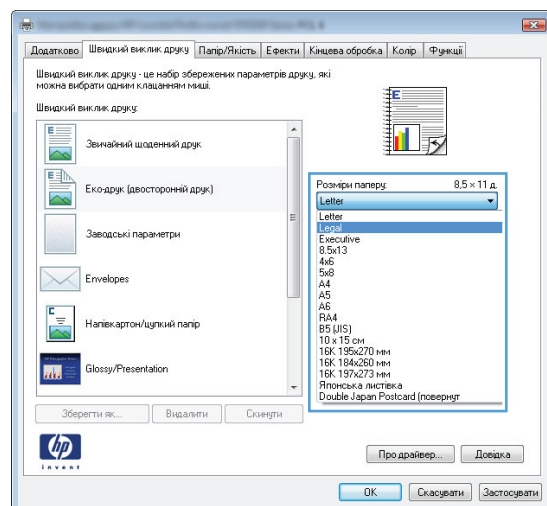 Додатково Швидкий виклик друку Папір/Якість Ефекти Кінцева обробка Колір Функції
Швидкий виклик друку - це набір збережених параметрів друку, які
можна вибрати одним клацанням миші.
Швидкий виклик друку:
Звичайний щоденний друк
Еко-друк (двосторонній друк)
Заводські параметри
Envelopes
Напівкартон/цупкий папір
Glossy/Presentation
Зберегти як... Видалити Скинути
Розміри паперу: 8,5 × 11 д.
Letter
Letter
Legal
Executive
8.5x13
4x6
5x8
A4
A5
A6
RA4
B5 (JIS)
10 x 15 см
16K 195x270 мм
16K 184x260 мм
16K 197x273 мм
Японська листівка
Double Japan Postcard (повернут
hp
invent
Про драйвер... Довідка
OK Скасувати Застосувати